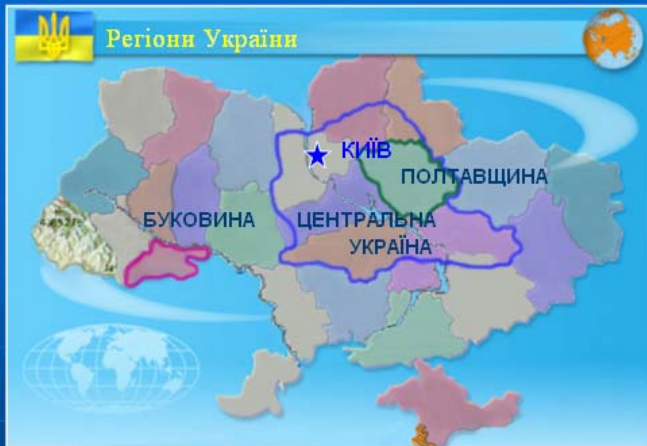 Регіони України
КИЇВ
ПОЛТАВЩИНА
БУКОВИНА
ЦЕНТРАЛЬНА
УКРАЇНА